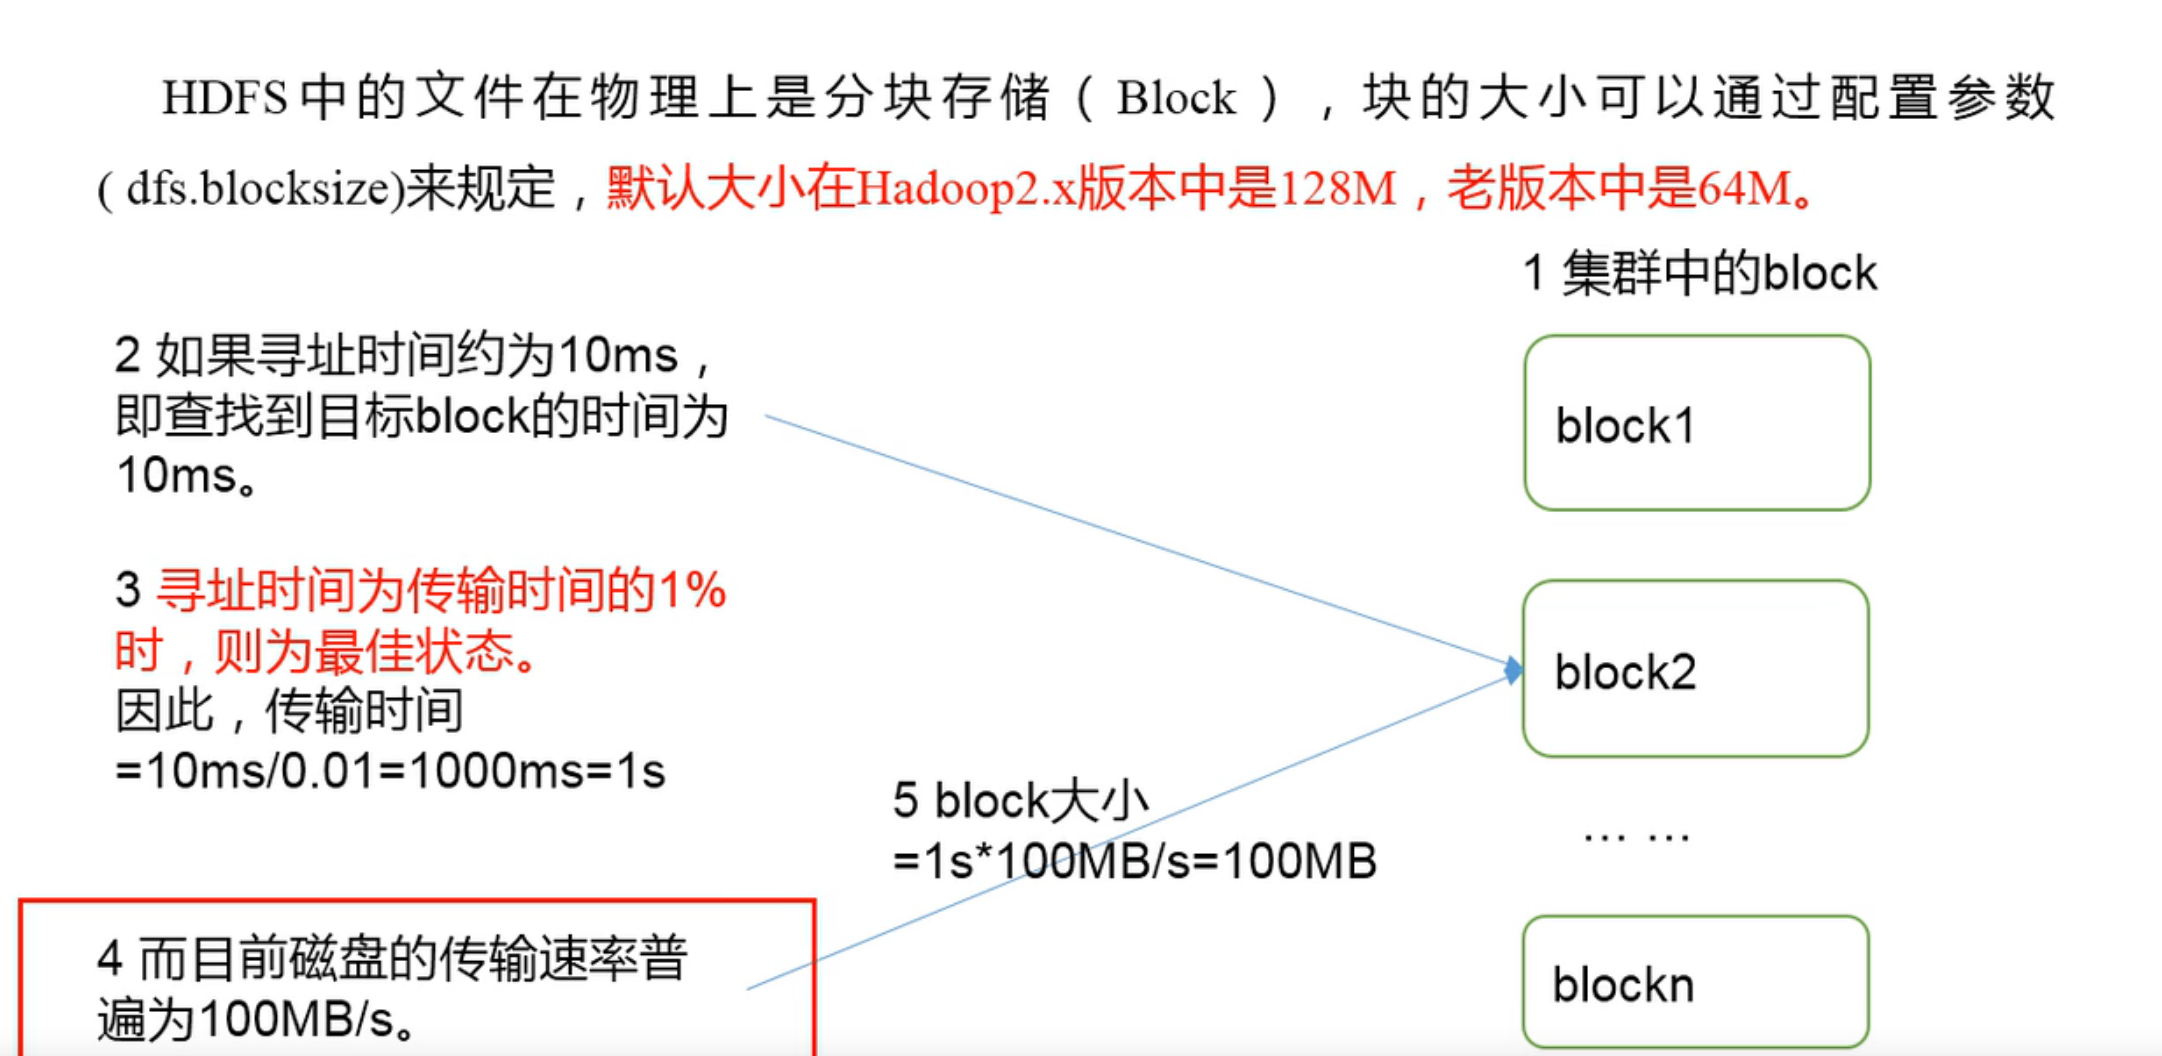 HDFS中的文件在物理上是分块存储（Block），块的大小可以通过配置参数
( dfs.blocksize)来规定，默认大小在Hadoop2.x版本中是128M，老版本中是64M。
1 集群中的block
2 如果寻址时间约为10ms，
即查找到目标block的时间为
10ms。
block1
3 寻址时间为传输时间的1%
时，则为最佳状态。
因此，传输时间
=10ms/0.01=1000ms=1s
block2
5 block大小
=1s*100MB/s=100MB
... ...
4 而目前磁盘的传输速率普
遍为100MB/s。
blockn